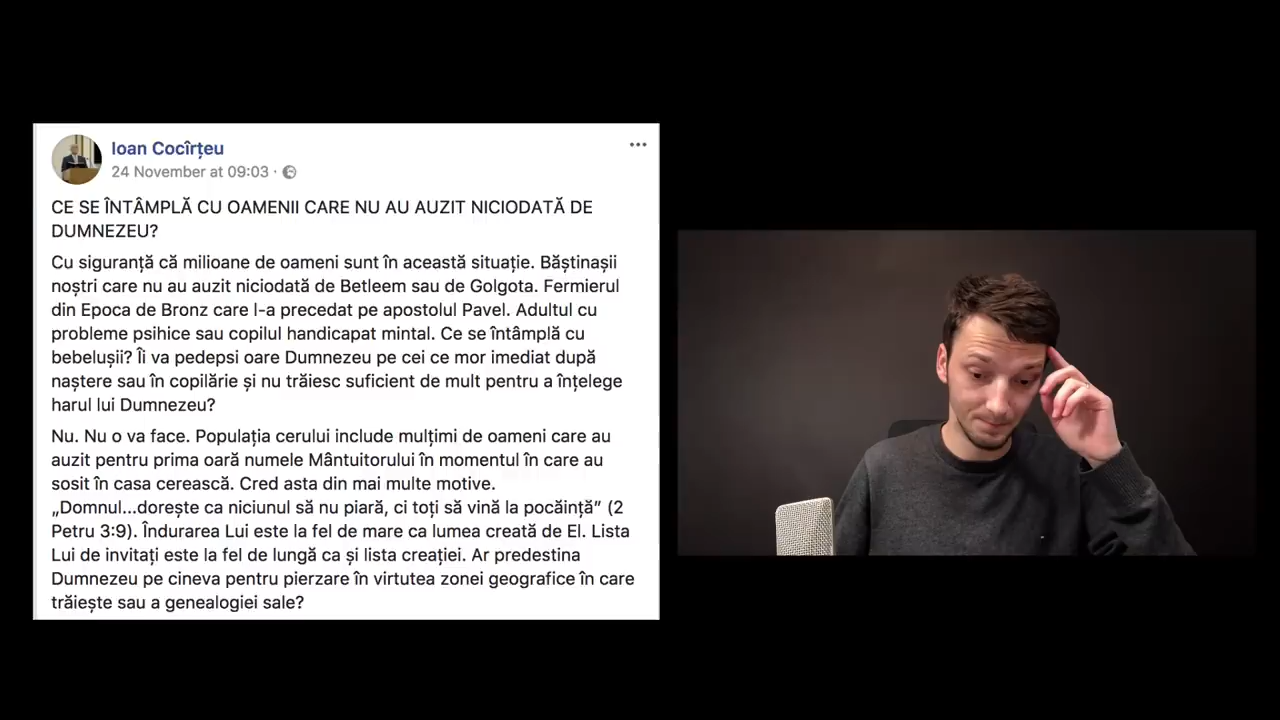 Ioan Cocîrțeu
24 November at 09:03 ·
CE SE ÎNTÂMPLĂ CU OAMENII CARE NU AU AUZIT NICIODATĂ DE
DUMNEZEU?
Cu siguranță că milioane de oameni sunt în această situație. Băștinașii
noștri care nu au auzit niciodată de Betleem sau de Golgota. Fermierul
din Epoca de Bronz care l-a precedat pe apostolul Pavel. Adultul cu
probleme psihice sau copilul handicapat mintal. Ce se întâmplă cu
bebelușii? Îi va pedepsi oare Dumnezeu pe cei ce mor imediat după
naștere sau în copilărie și nu trăiesc suficient de mult pentru a înțelege
harul lui Dumnezeu?
Nu. Nu o va face. Populația cerului include mulțimi de oameni care au
auzit pentru prima oară numele Mântuitorului în momentul în care au
sosit în casa cerească. Cred asta din mai multe motive.
„Domnul...dorește ca niciunul să nu piară, ci toți să vină la pocăință” (2
Petru 3:9). Îndurarea Lui este la fel de mare ca lumea creată de El. Lista
Lui de invitați este la fel de lungă ca și lista creației. Ar predestina
Dumnezeu pe cineva pentru pierzare în virtutea zonei geografice în care
trăiește sau a genealogiei sale?